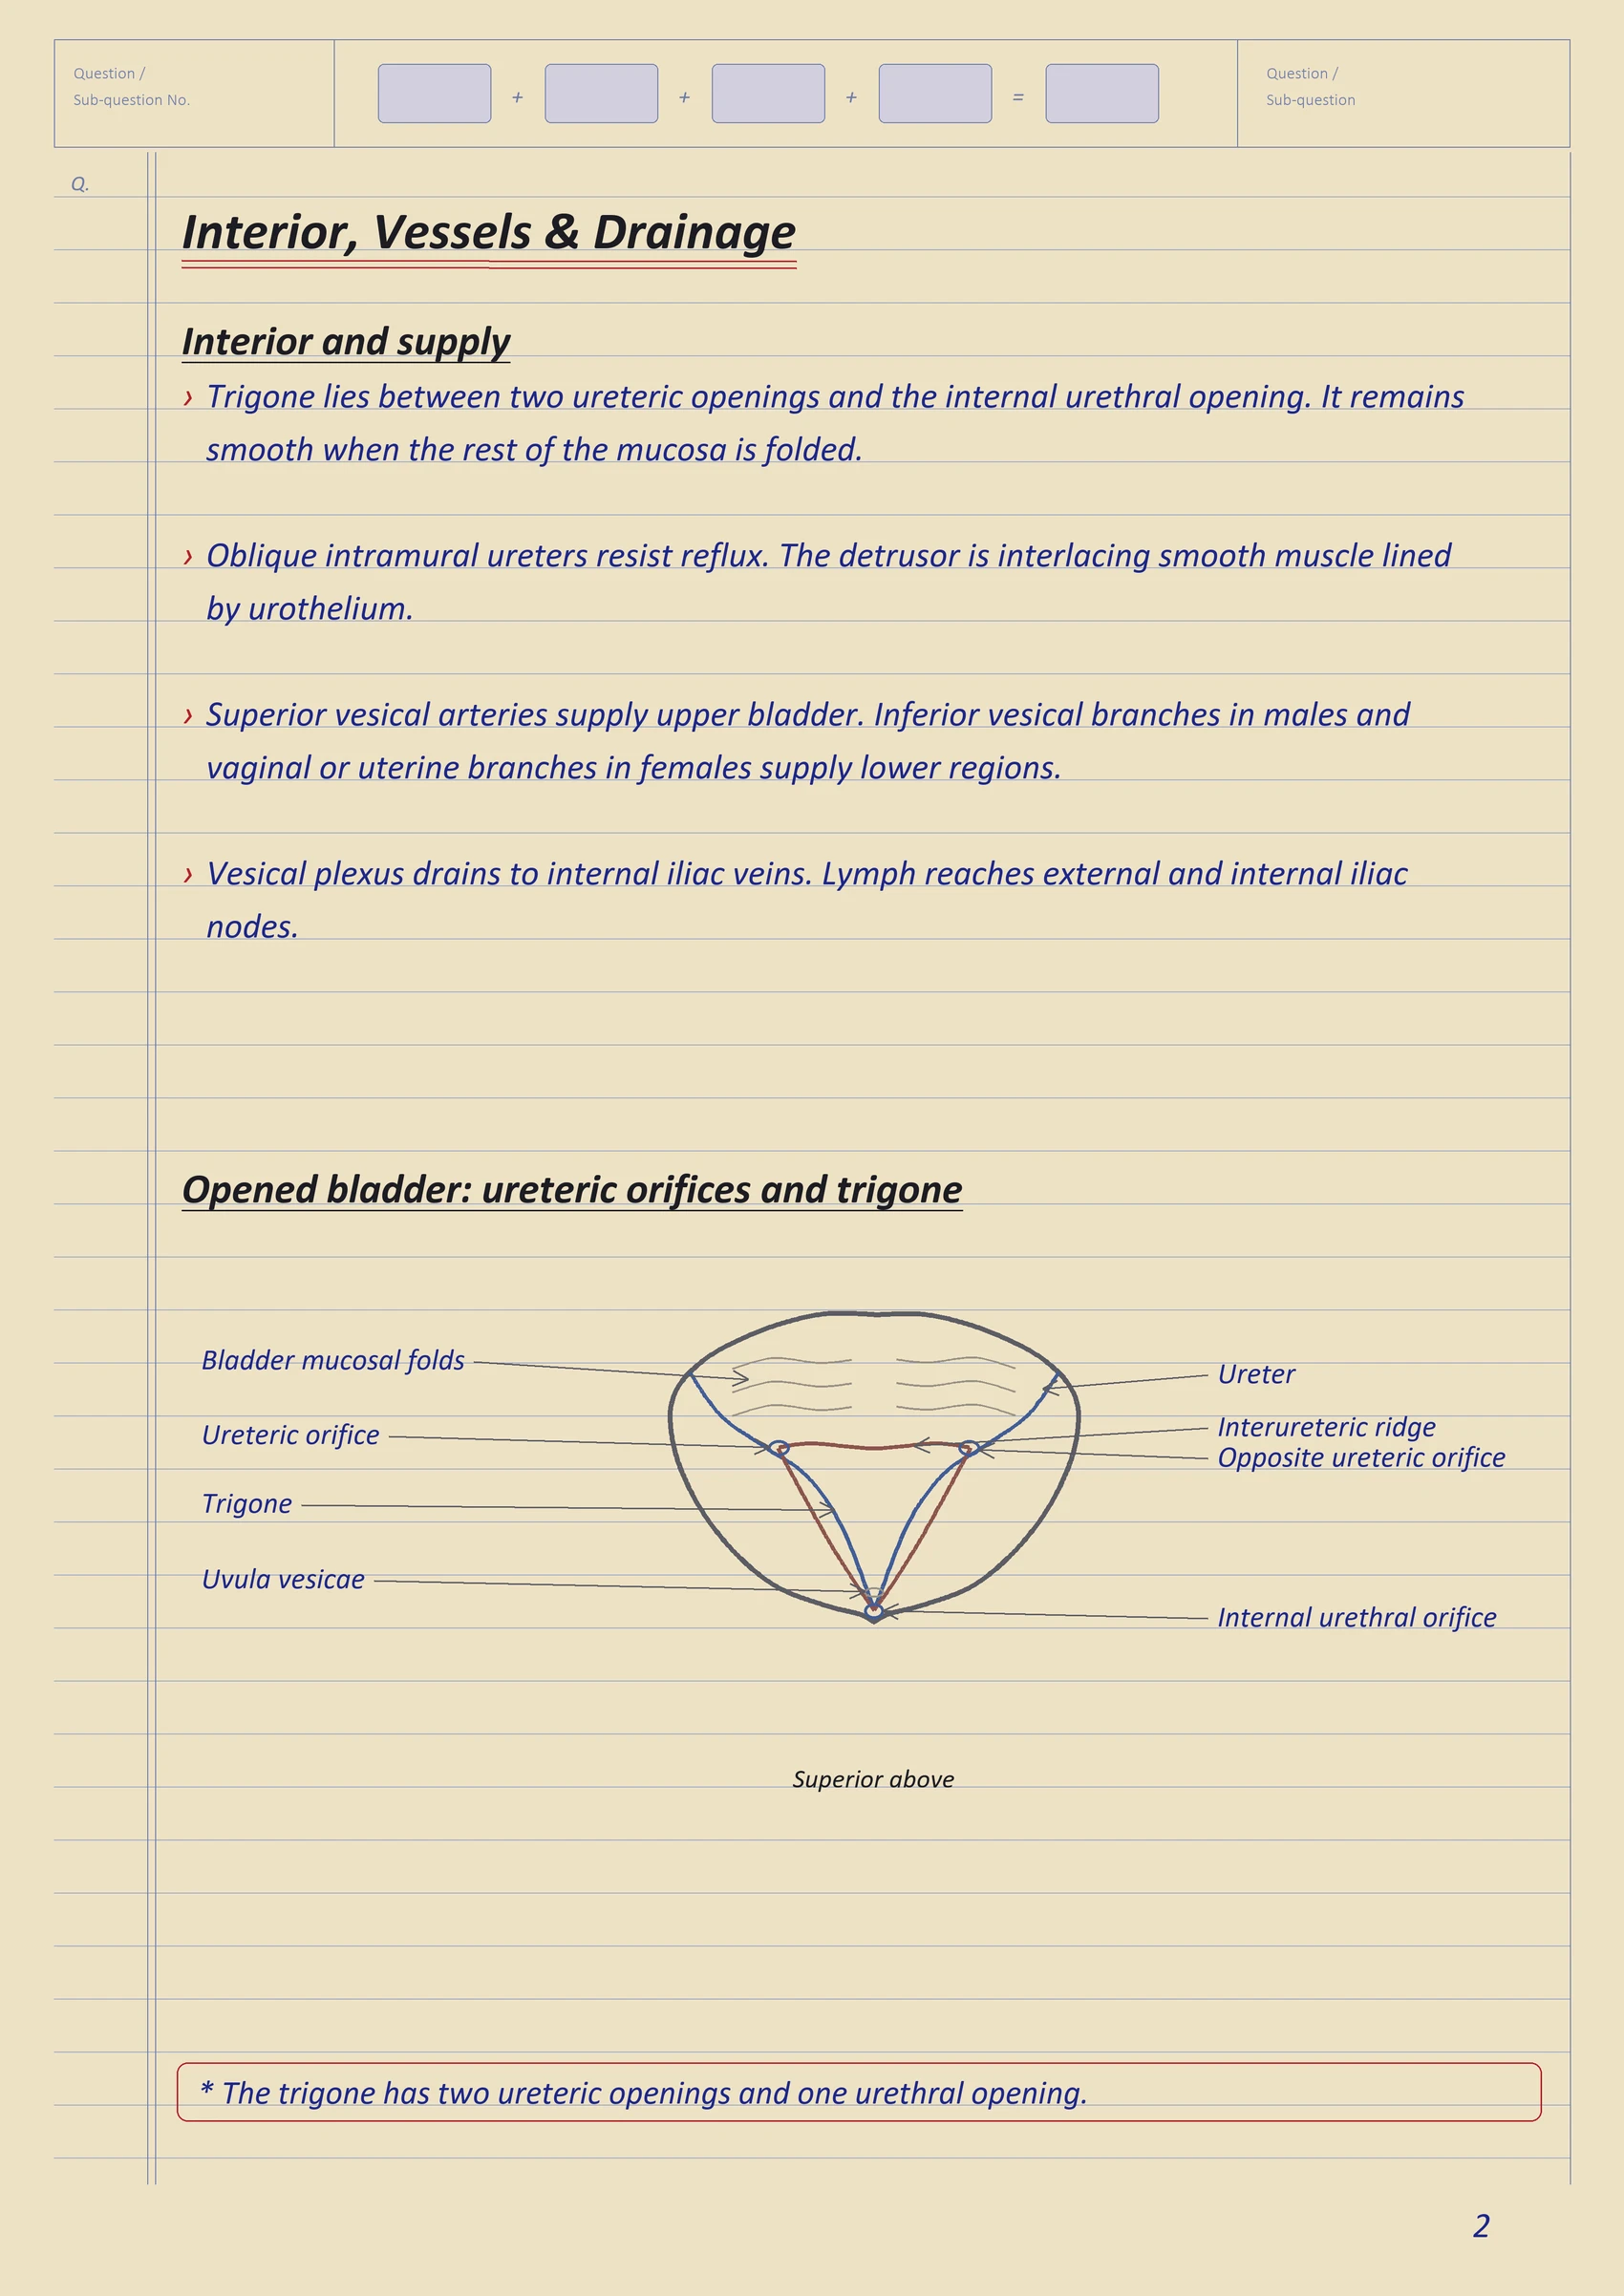 Question /
Sub-question No.
+ + + =
Question /
Sub-question
Q.
Interior, Vessels & Drainage
Interior and supply
› Trigone lies between two ureteric openings and the internal urethral opening. It remains
smooth when the rest of the mucosa is folded.
› Oblique intramural ureters resist reflux. The detrusor is interlacing smooth muscle lined
by urothelium.
› Superior vesical arteries supply upper bladder. Inferior vesical branches in males and
vaginal or uterine branches in females supply lower regions.
› Vesical plexus drains to internal iliac veins. Lymph reaches external and internal iliac
nodes.
Opened bladder: ureteric orifices and trigone
Bladder mucosal folds
Ureteric orifice
Trigone
Uvula vesicae
Ureter
Interureteric ridge
Opposite ureteric orifice
Internal urethral orifice
Superior above
* The trigone has two ureteric openings and one urethral opening.
2